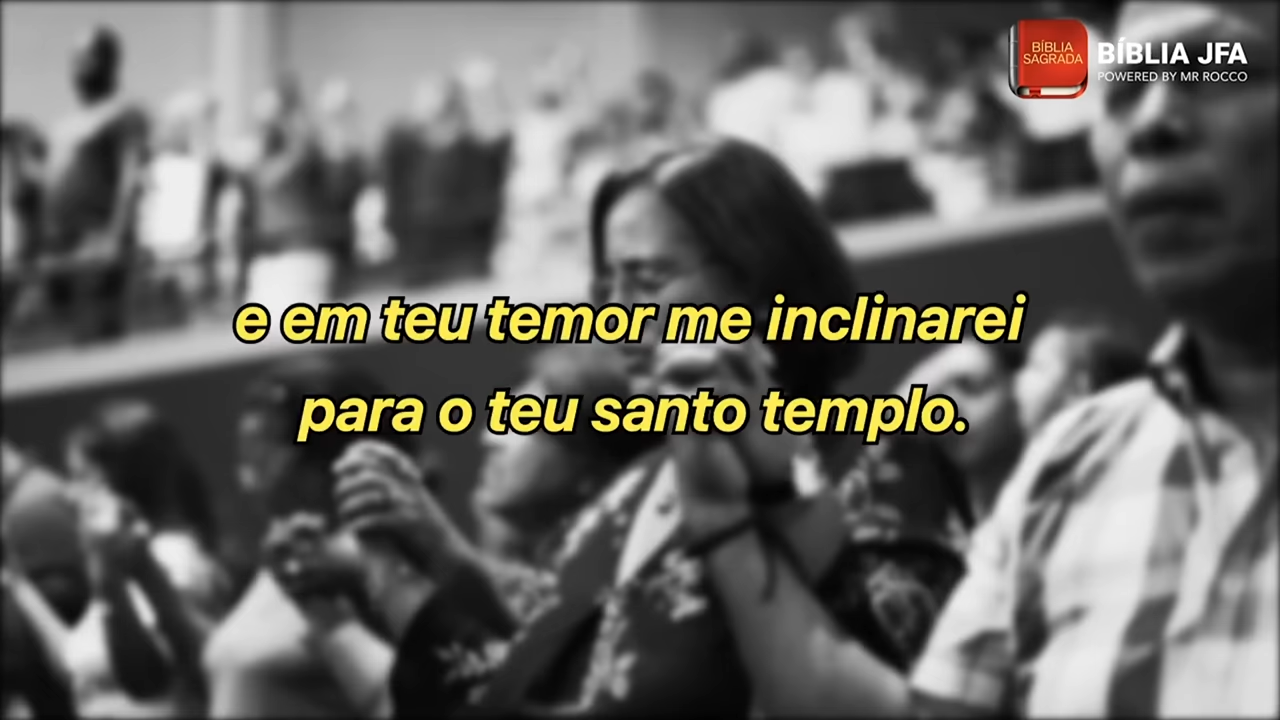 BÍBLIA
SAGRADA
BÍBLIA JFA
POWERED BY MR ROCCO
e em teu temor me inclinarei
para o teu santo templo.